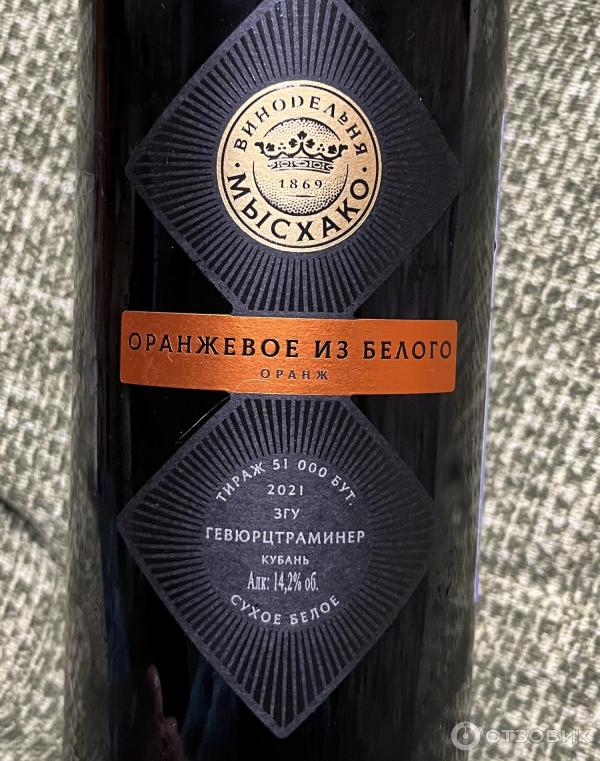 ВИНОДЕЛЬНЯ
1869
МЫСХАКО
ОРАНЖЕВОЕ ИЗ БЕЛОГО
ОРАНЖ
ТИРАЖ 51 000 БУТ.
2021
ЗГУ
ГЕВЮРЦТРАМИНЕР
КУБАНЬ
Алк: 14,2% об.
СУХОЕ БЕЛОЕ
ОТЗОВИК